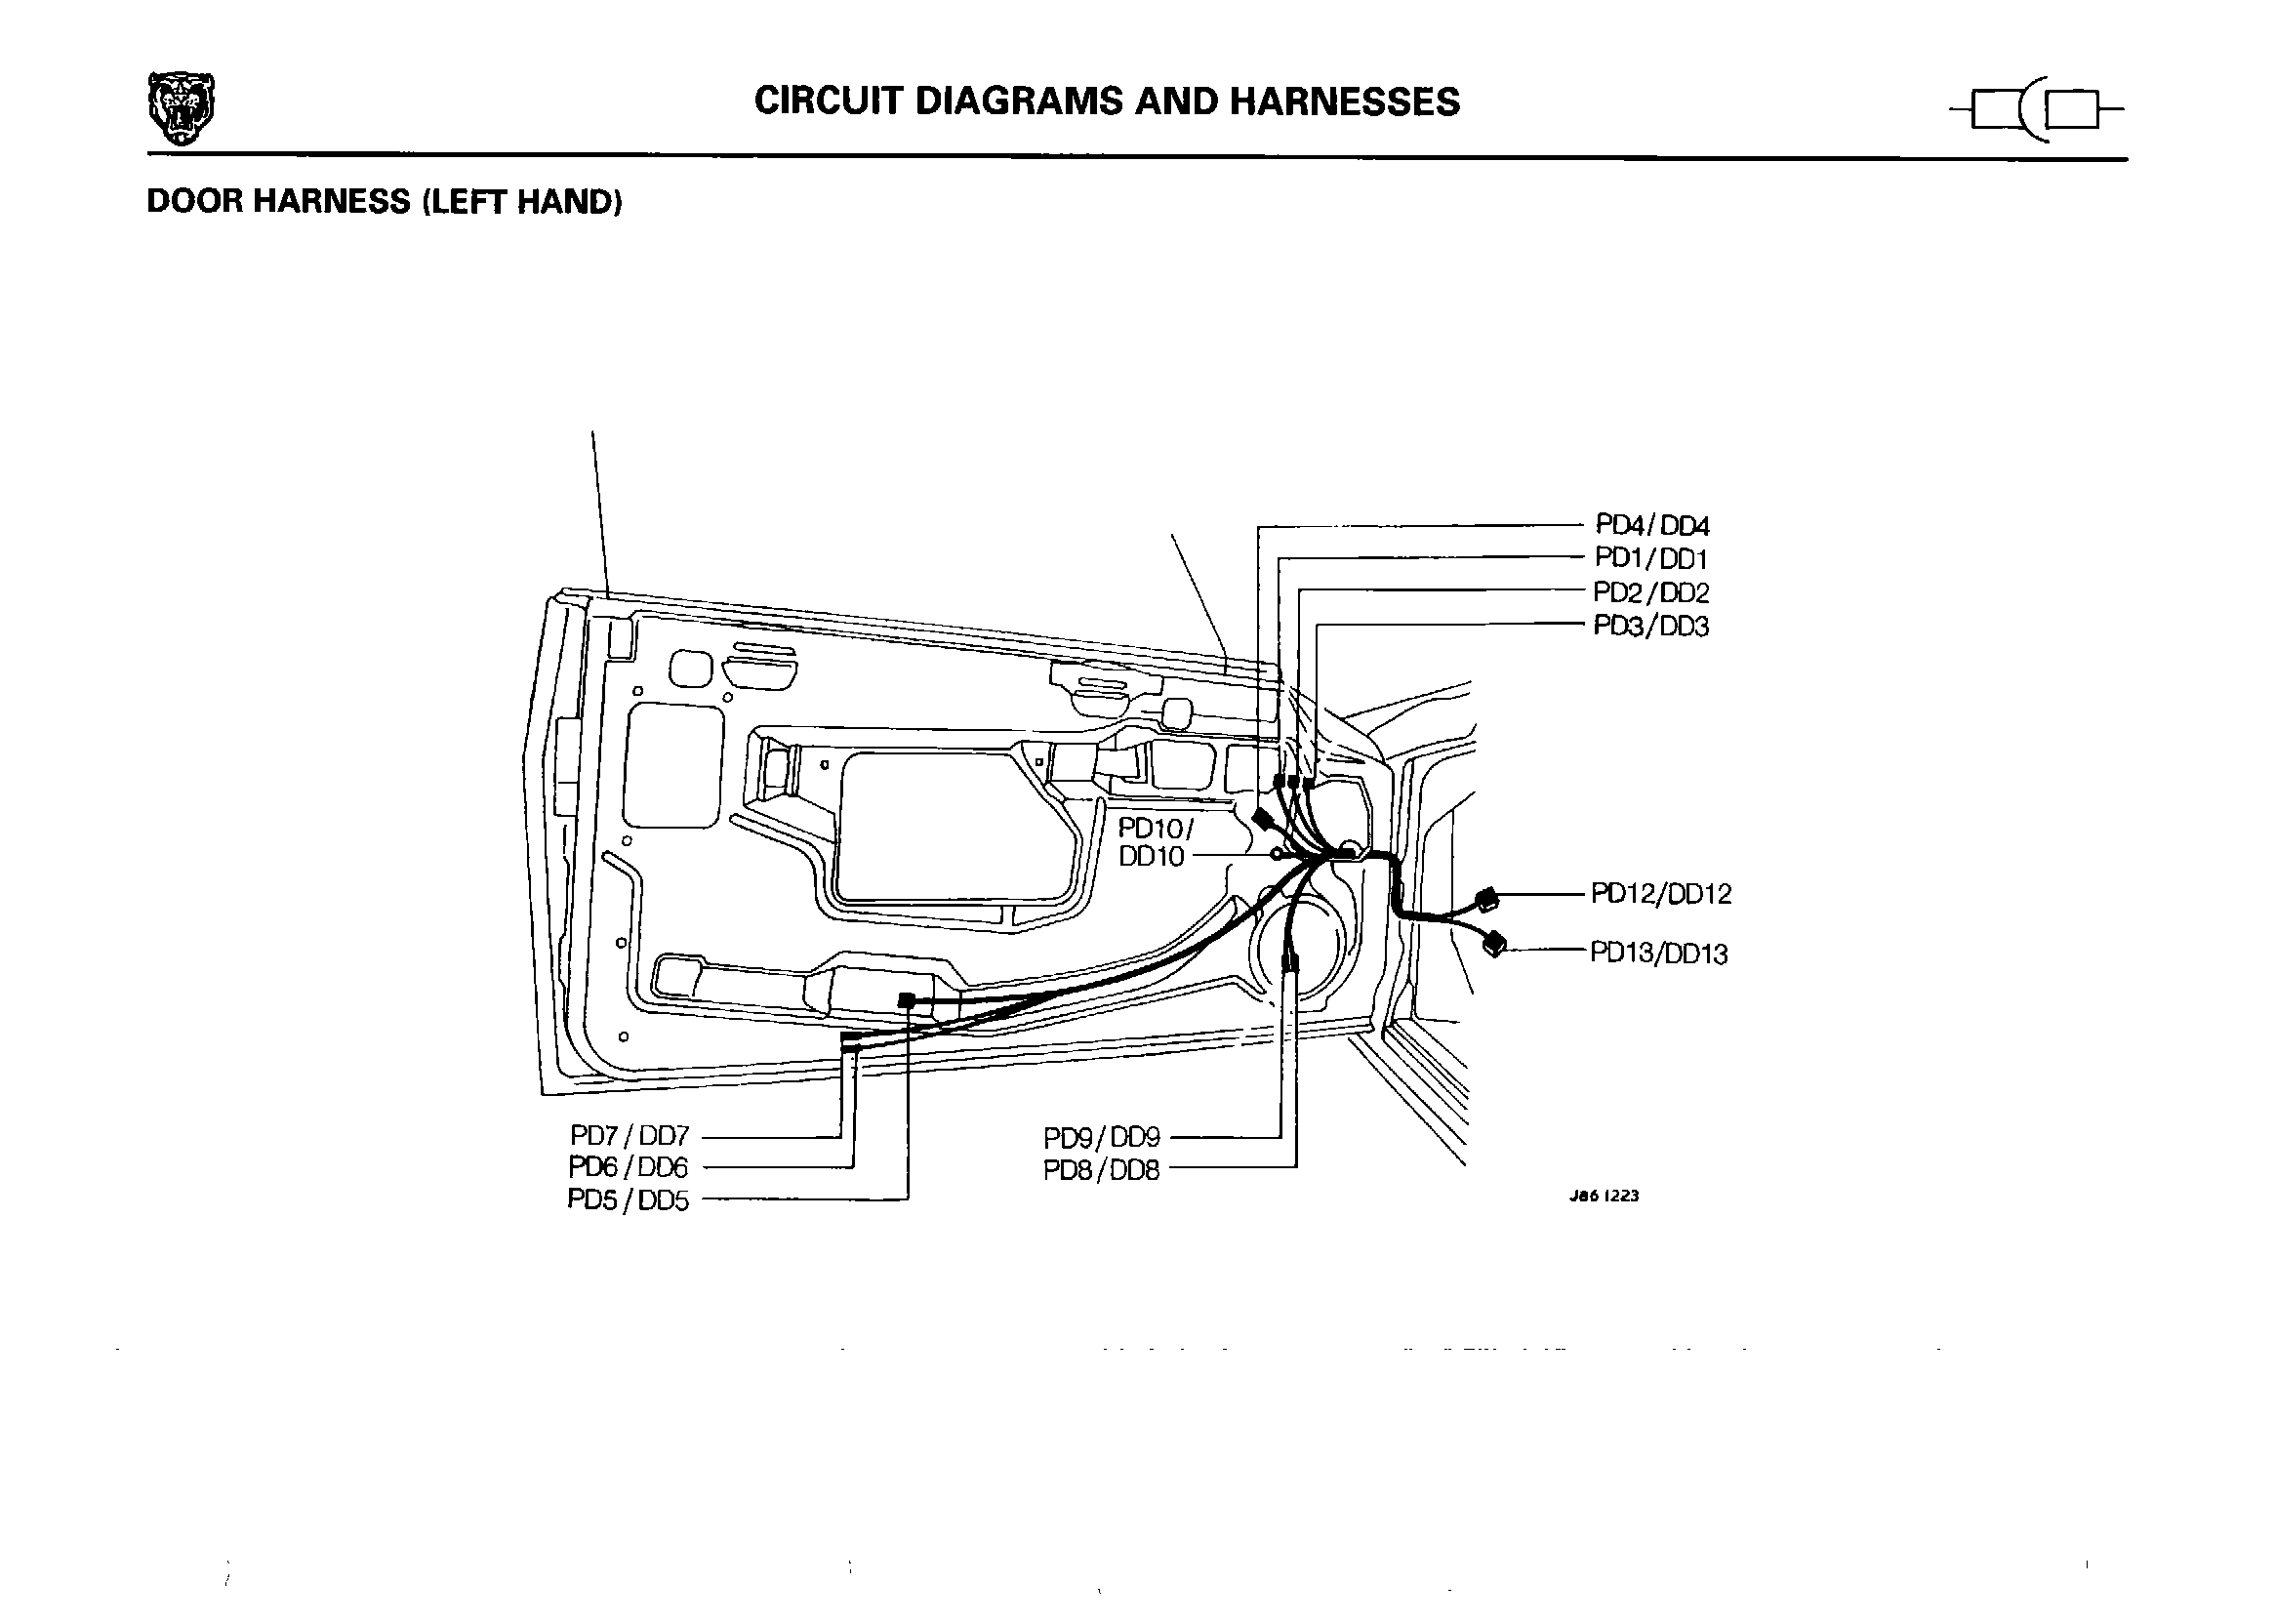 CIRCUIT DIAGRAMS AND HARNESSES
DOOR HARNESS (LEFT HAND)
PD4/DD4
PD1/DD1
PD2/DD2
PD3/DD3
PD10/
DD10
PD12/DD12
PD13/DD13
PD7/DD7
PD6/DD6
PD5/DD5
PD9/DD9
PD8/DD8
J86 1223